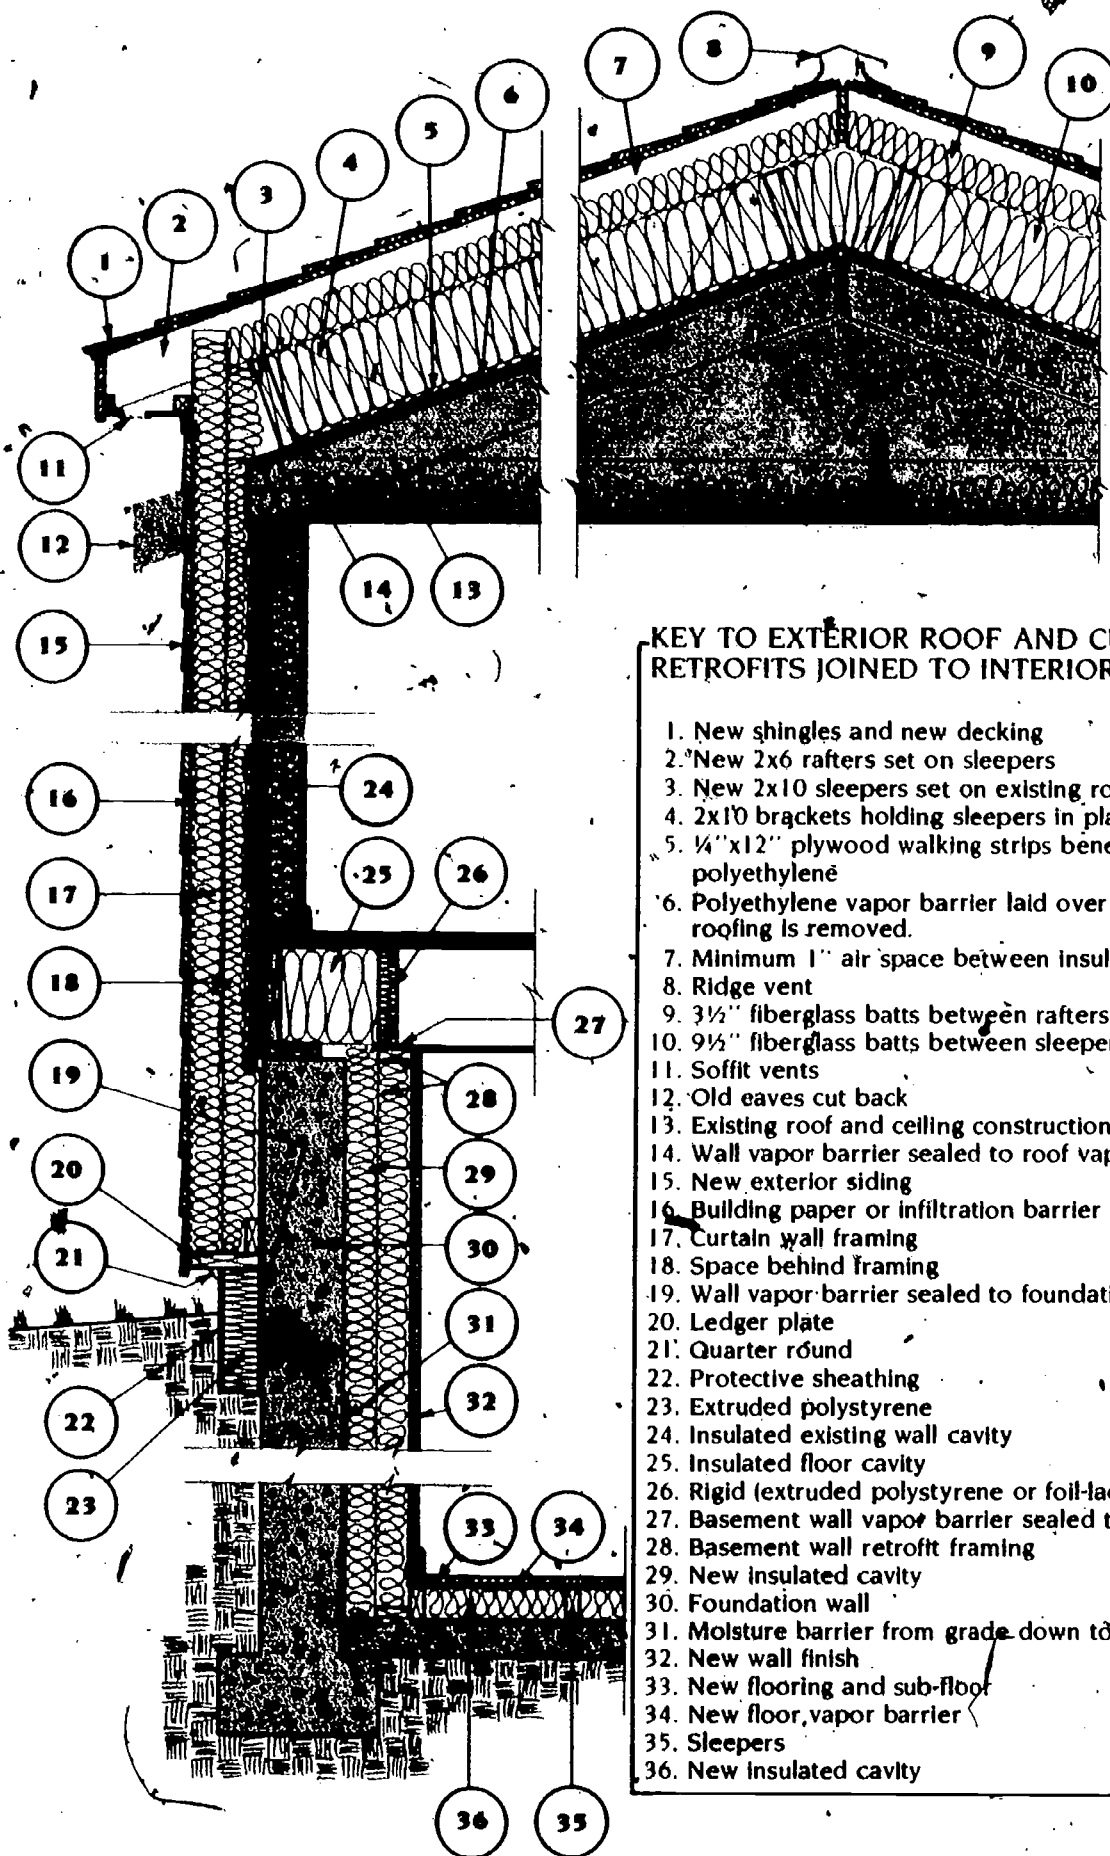 1
2
3
4
5
6
7
8
9
10
11
12
13
14
15
16
17
18
19
20
21
22
23
24
25
26
27
28
29
30
31
32
33
34
35
36
KEY TO EXTERIOR ROOF AND
RETROFITS JOINED TO INTERIOR
1. New shingles and new decking
2. New 2x6 rafters set on sleepers
3. New 2x10 sleepers set on existing
4. 2x10 brackets holding sleepers in
5. ¼"x12" plywood walking strips
polyethylene
6. Polyethylene vapor barrier laid over
roofing is removed.
7. Minimum 1" air space between
8. Ridge vent
9. 3½" fiberglass batts between rafters
10. 9½" fiberglass batts between
11. Soffit vents
12. Old eaves cut back
13. Existing roof and ceiling construction
14. Wall vapor barrier sealed to roof
15. New exterior siding
16. Building paper or infiltration barrier
17. Curtain wall framing
18. Space behind framing
19. Wall vapor barrier sealed to
20. Ledger plate
21. Quarter round
22. Protective sheathing
23. Extruded polystyrene
24. Insulated existing wall cavity
25. Insulated floor cavity
26. Rigid (extruded polystyrene or
27. Basement wall vapor barrier sealed
28. Basement wall retrofit framing
29. New insulated cavity
30. Foundation wall
31. Moisture barrier from grade down to
32. New wall finish
33. New flooring and sub-floor
34. New floor vapor barrier
35. Sleepers
36. New insulated cavity